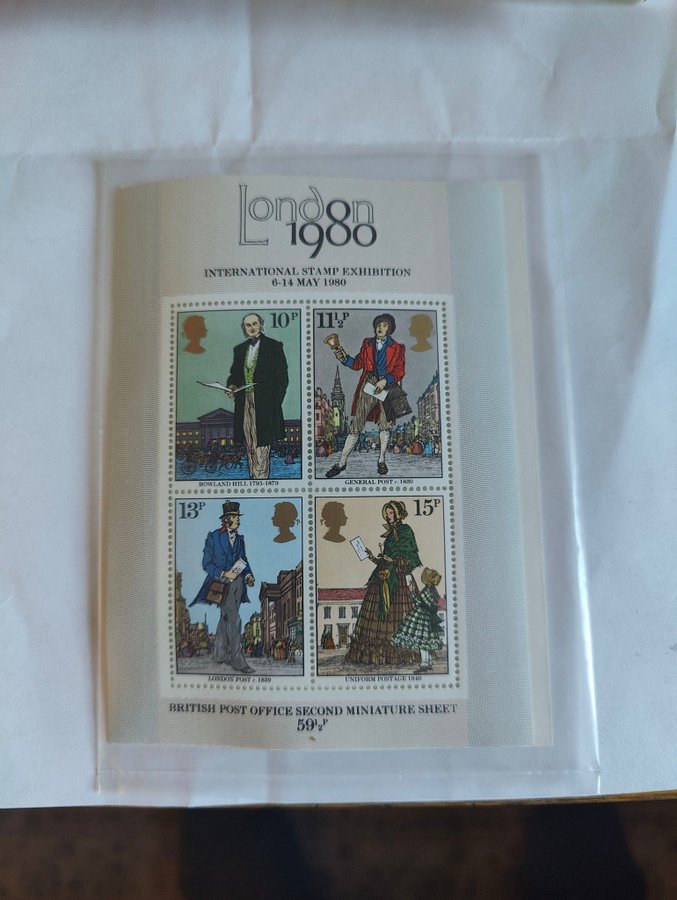 London
1980
INTERNATIONAL STAMP EXHIBITION
6-14 MAY 1980
10P
11½P
ROWLAND HILL 1795-1879
GENERAL POST c.1839
13P
15P
LONDON POST c.1839
UNIFORM POSTAGE 1840
BRITISH POST OFFICE SECOND MINIATURE SHEET
59½P